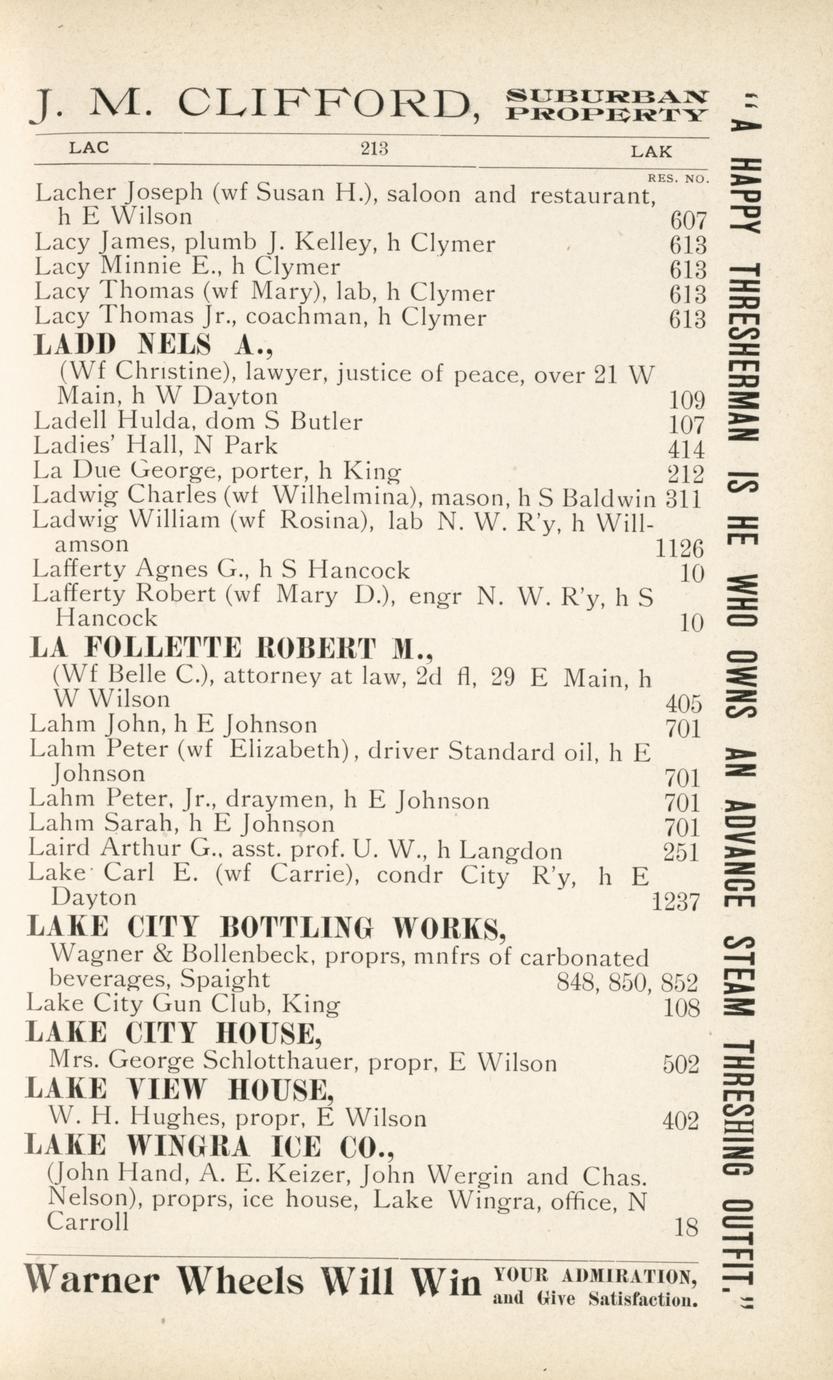 J. M. CLIFFORD, SUBURBAN PROPERTY
LAC 213 LAK
RES. NO.
Lacher Joseph (wf Susan H.), saloon and restaurant,
h E Wilson 607
Lacy James, plumb J. Kelley, h Clymer 613
Lacy Minnie E., h Clymer 613
Lacy Thomas (wf Mary), lab, h Clymer 613
Lacy Thomas Jr., coachman, h Clymer 613
LADD NELS A.,
(Wf Christine), lawyer, justice of peace, over 21 W
Main, h W Dayton 109
Ladell Hulda, dom S Butler 107
Ladies' Hall, N Park 414
La Due George, porter, h King 212
Ladwig Charles (wf Wilhelmina), mason, h S Baldwin 311
Ladwig William (wf Rosina), lab N. W. R'y, h Will-
amson 1126
Lafferty Agnes G., h S Hancock 10
Lafferty Robert (wf Mary D.), engr N. W. R'y, h S
Hancock 10
LA FOLLETTE ROBERT M.,
(Wf Belle C.), attorney at law, 2d fl, 29 E Main, h
W Wilson 405
Lahm John, h E Johnson 701
Lahm Peter (wf Elizabeth), driver Standard oil, h E
Johnson 701
Lahm Peter, Jr., draymen, h E Johnson 701
Lahm Sarah, h E Johnson 701
Laird Arthur G., asst. prof. U. W., h Langdon 251
Lake Carl E. (wf Carrie), condr City R'y, h E
Dayton 1237
LAKE CITY BOTTLING WORKS,
Wagner & Bollenbeck, proprs, mnfrs of carbonated
beverages, Spaight 848, 850, 852
Lake City Gun Club, King 108
LAKE CITY HOUSE,
Mrs. George Schlotthauer, propr, E Wilson 502
LAKE VIEW HOUSE,
W. H. Hughes, propr, E Wilson 402
LAKE WINGRA ICE CO.,
(John Hand, A. E. Keizer, John Wergin and Chas.
Nelson), proprs, ice house, Lake Wingra, office, N
Carroll 18
Warner Wheels Will Win YOUR ADMIRATION,
and Give Satisfaction.
"A HAPPY THRESHERMAN IS HE WHO OWNS AN ADVANCE STEAM THRESHING OUTFIT."